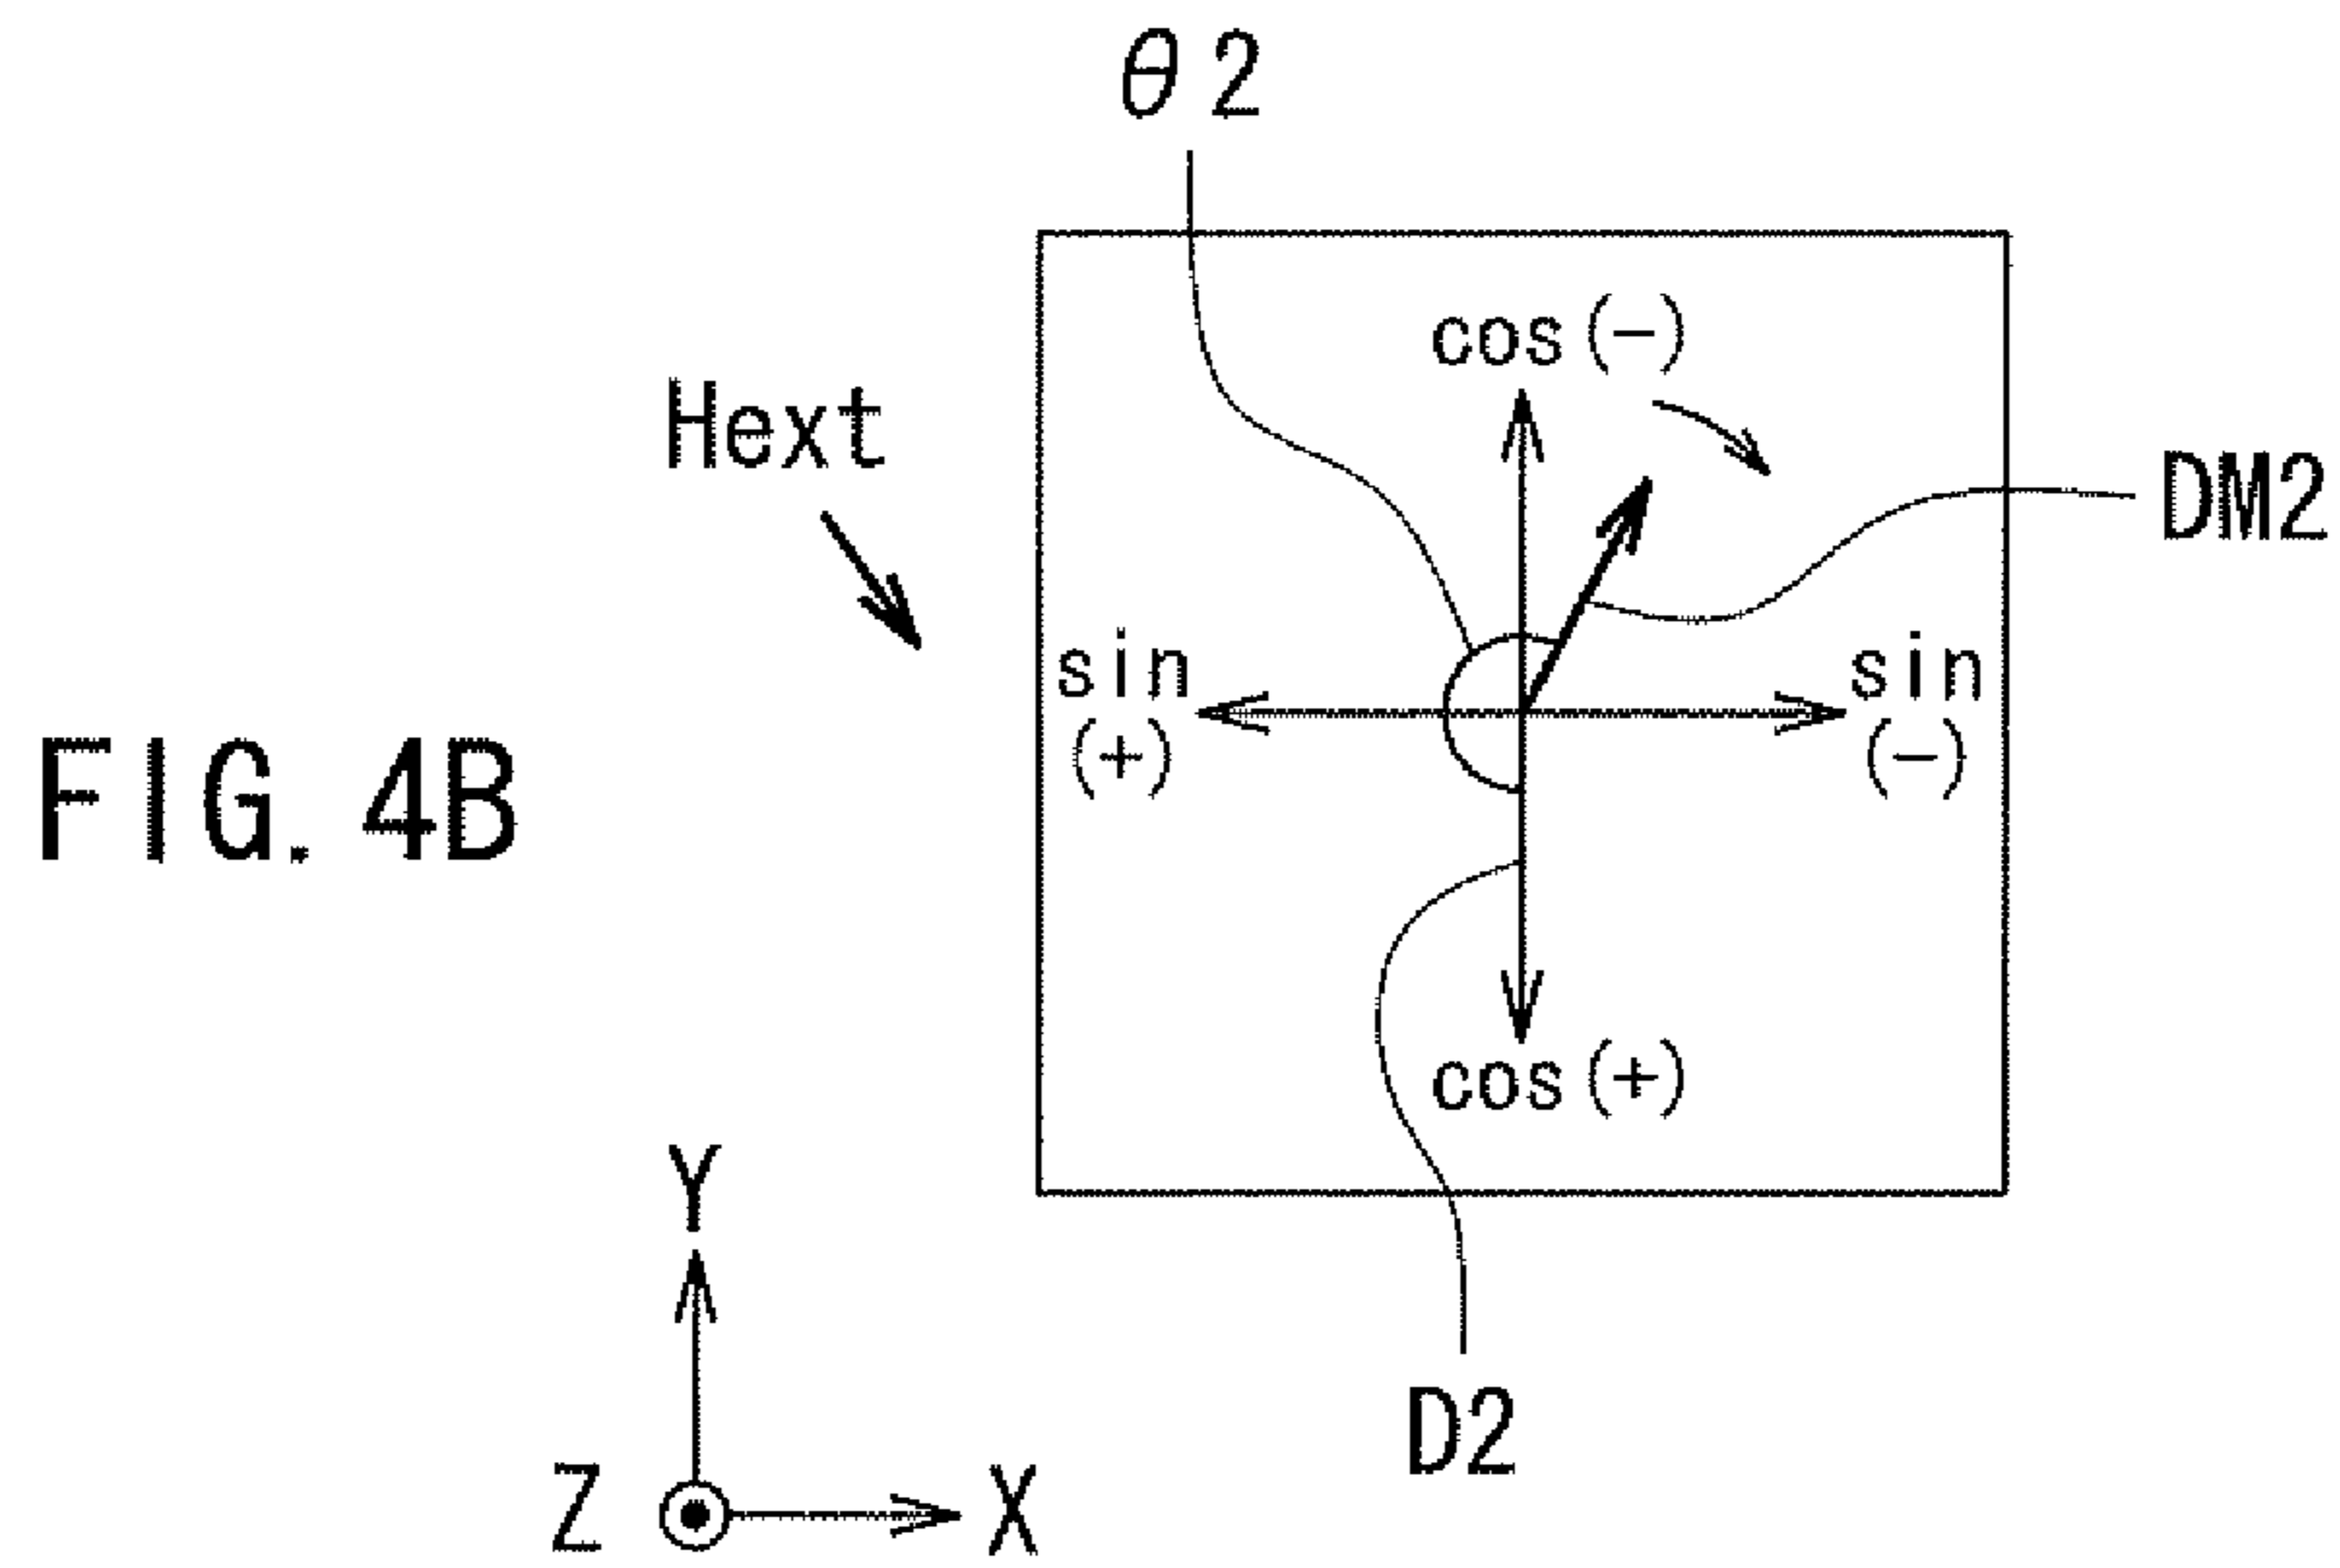 θ2
cos(−)
Hext
DM2
sin
(+)
sin
(−)
FIG. 4B
cos(+)
Y
D2
Z
X